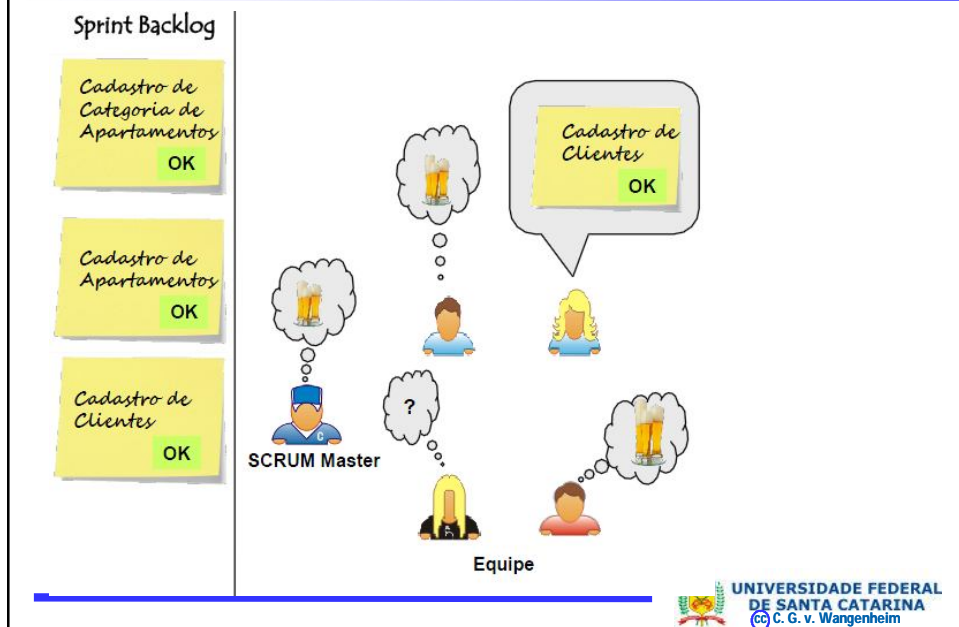 Sprint Backlog
Cadastro de
Categoria de
Apartamentos
OK
Cadastro de
Apartamentos
OK
Cadastro de
Clientes
OK
Cadastro de
Clientes
OK
?
C
SCRUM Master
Equipe
UNIVERSIDADE FEDERAL
DE SANTA CATARINA
(cc) C. G. v. Wangenheim